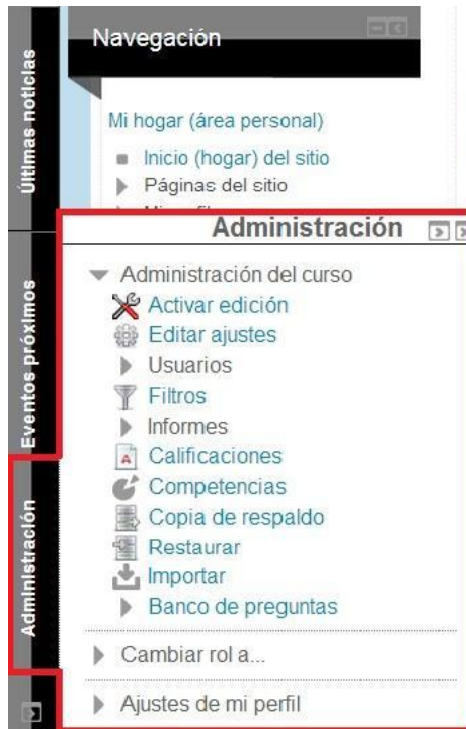 Navegación
Mi hogar (área personal)
Inicio (hogar) del sitio
Páginas del sitio
Administración
Administración del curso
Activar edición
Editar ajustes
Usuarios
Filtros
Informes
Calificaciones
Competencias
Copia de respaldo
Restaurar
Importar
Banco de preguntas
Cambiar rol a...
Ajustes de mi perfil
Últimas noticias
Eventos próximos
Administración